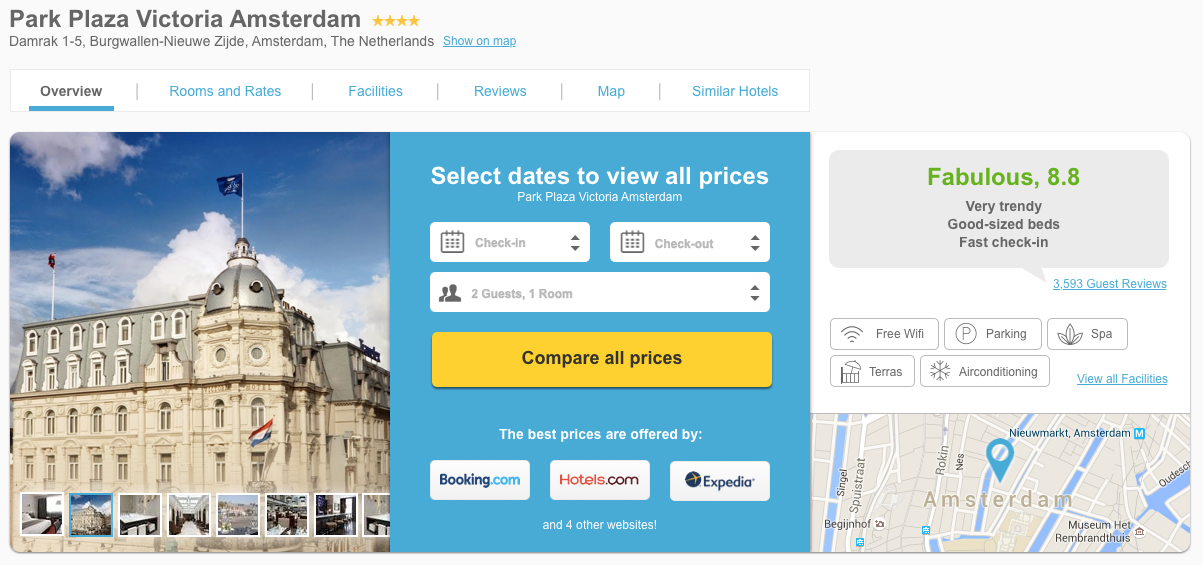 Park Plaza Victoria Amsterdam
Damrak 1-5, Burgwallen-Nieuwe Zijde, Amsterdam, The Netherlands Show on map
Overview
Rooms and Rates
Facilities
Reviews
Map
Similar Hotels
Select dates to view all prices
Park Plaza Victoria Amsterdam
Check-in
Check-out
2 Guests, 1 Room
Compare all prices
The best prices are offered by:
Booking.com
Hotels.com
Expedia
and 4 other websites!
Fabulous, 8.8
Very trendy
Good-sized beds
Fast check-in
3,593 Guest Reviews
Free Wifi
P
Parking
Spa
Terras
Airconditioning
View all Facilities
Nieuwmarkt, Amsterdam M
Singel
Spuistraat
Rokin
Nes
Oudesch
Amsterdam
Begijnhof
Museum Het
Rembrandthuis